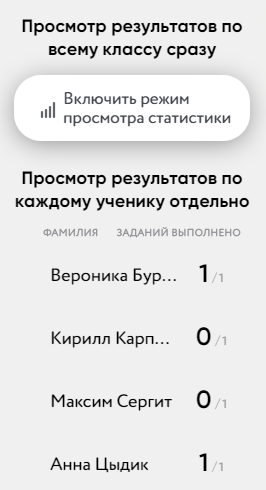 Просмотр результатов по
всему классу сразу
Включить режим
просмотра статистики
Просмотр результатов по
каждому ученику отдельно
ФАМИЛИЯ ЗАДАНИЙ ВЫПОЛНЕНО
Вероника Бур... 1/1
Кирилл Карп... 0/1
Максим Сергит 0/1
Анна Цыдик 1/1